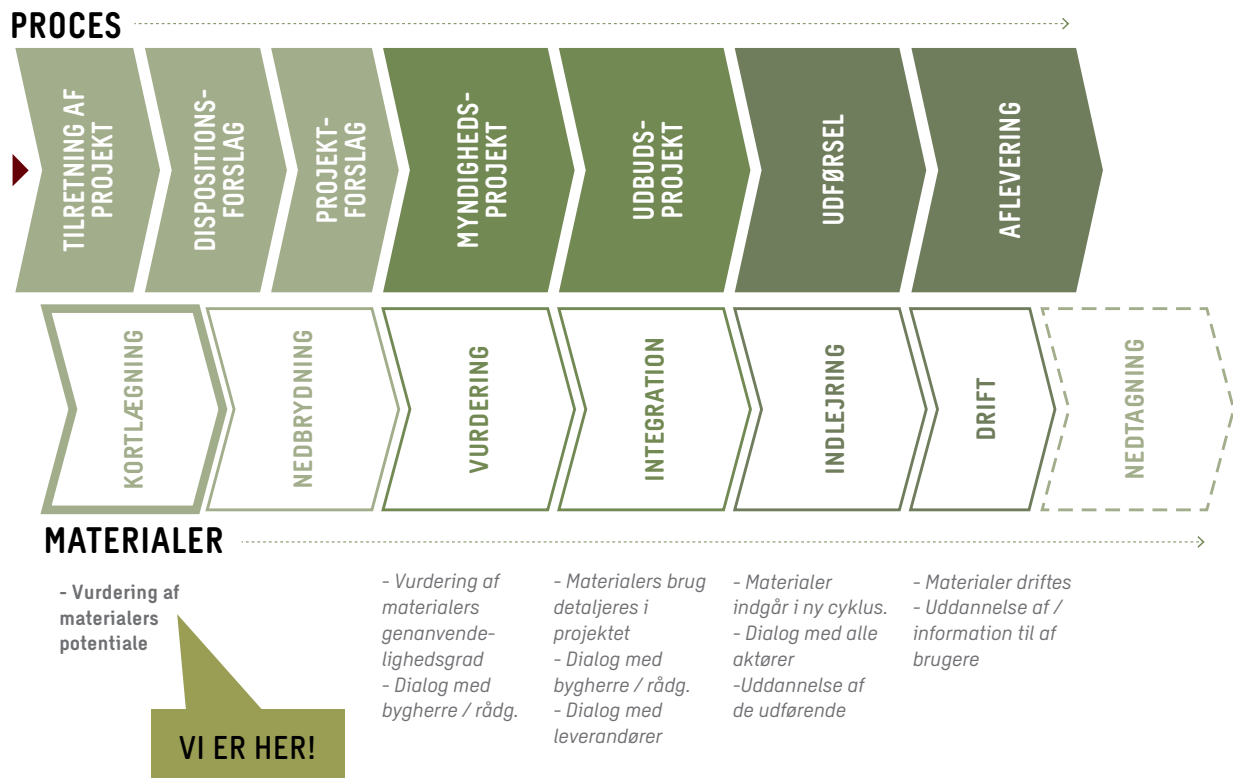 PROCES
TILRETNING AF
PROJEKT
DISPOSITIONS-
FORSLAG
PROJEKT-
FORSLAG
MYNDIGHEDS-
PROJEKT
UDBUDS-
PROJEKT
UDFØRSEL
AFLEVERING
KORTLÆGNING
NEDBRYDNING
VURDERING
INTEGRATION
INDLEJRING
DRIFT
NEDTAGNING
MATERIALER
- Vurdering af
materialers
potentiale
VI ER HER!
- Vurdering af
materialers
genanvende-
lighedsgrad
- Dialog med
bygherre / rådg.
- Materialers brug
detaljeres i
projektet
- Dialog med
bygherre / rådg.
- Dialog med
leverandører
- Materialer
indgår i ny cyklus.
- Dialog med alle
aktører
-Uddannelse af
de udførende
- Materialer driftes
- Uddannelse af /
information til af
brugere